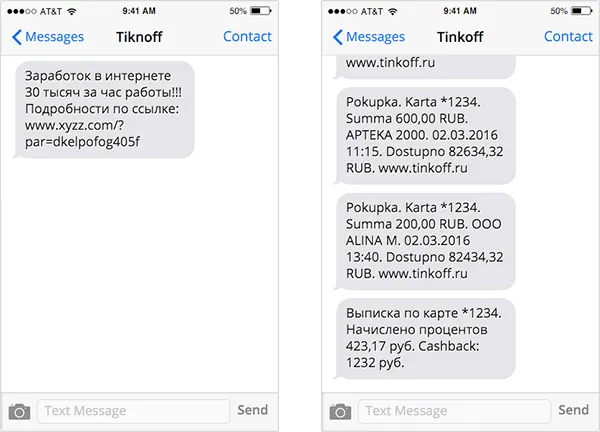 ●●●○○ AT&T 9:41 AM 50%
Messages Tiknoff Contact
Заработок в интернете
30 тысяч за час работы!!!
Подробности по ссылке:
www.xyzz.com/?
par=dkelpofog405f
Text Message Send
●●●○○ AT&T 9:41 AM 50%
Messages Tinkoff Contact
www.tinkoff.ru
Pokupka. Karta *1234.
Summa 600,00 RUB.
APTEKA 2000. 02.03.2016
11:15. Dostupno 82634,32
RUB. www.tinkoff.ru
Pokupka. Karta *1234.
Summa 200,00 RUB. OOO
ALINA M. 02.03.2016
13:40. Dostupno 82434,32
RUB. www.tinkoff.ru
Выписка по карте *1234.
Начислено процентов
423,17 руб. Cashback:
1232 руб.
Text Message Send